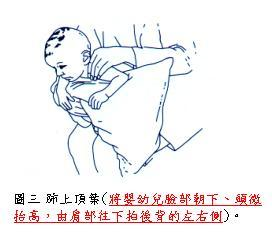 圖三 肺上頂葉(將嬰幼兒臉部朝下、頭微
抬高，由肩部往下拍後背的左右側)。